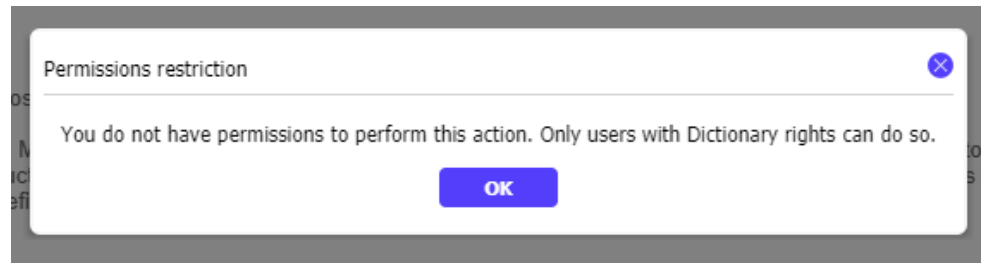 Permissions restriction
You do not have permissions to perform this action. Only users with Dictionary rights can do so.
OK